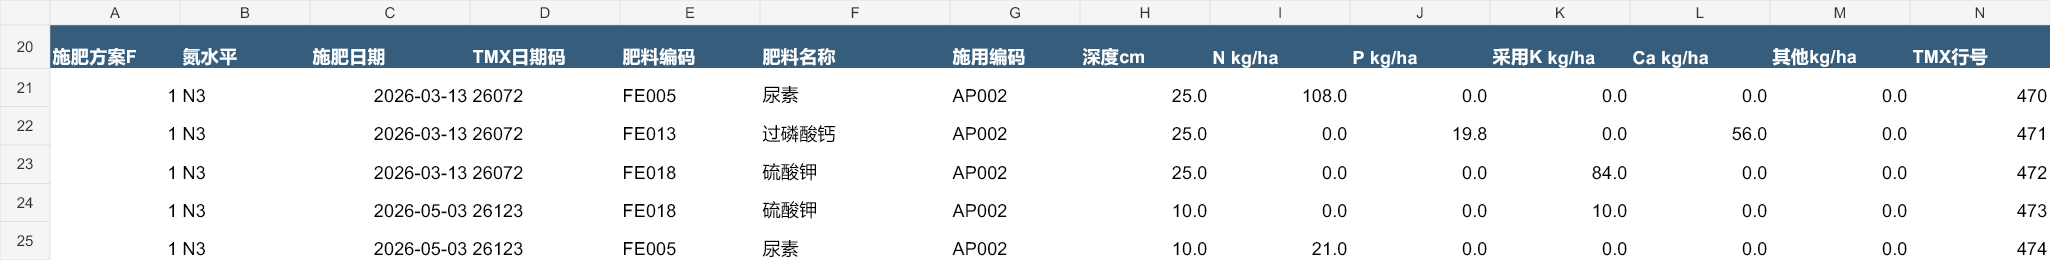 A B C D E F G H I J K L M N
20 施肥方案F 氮水平 施肥日期 TMX日期码 肥料编码 肥料名称 施用编码 深度cm N kg/ha P kg/ha 采用K kg/ha Ca kg/ha 其他kg/ha TMX行号
21 1 N3 2026-03-13 26072 FE005 尿素 AP002 25.0 108.0 0.0 0.0 0.0 0.0 470
22 1 N3 2026-03-13 26072 FE013 过磷酸钙 AP002 25.0 0.0 19.8 0.0 56.0 0.0 471
23 1 N3 2026-03-13 26072 FE018 硫酸钾 AP002 25.0 0.0 0.0 84.0 0.0 0.0 472
24 1 N3 2026-05-03 26123 FE018 硫酸钾 AP002 10.0 0.0 0.0 10.0 0.0 0.0 473
25 1 N3 2026-05-03 26123 FE005 尿素 AP002 10.0 21.0 0.0 0.0 0.0 0.0 474